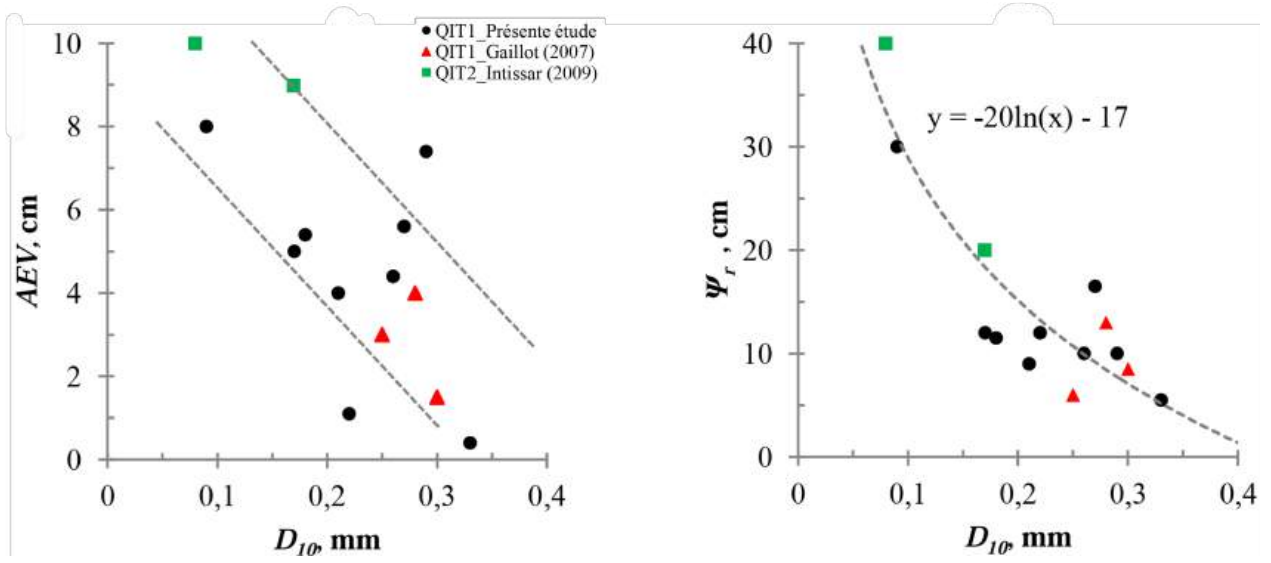 QIT1_Présente étude
QIT1_Gaillot (2007)
QIT2_Intissar (2009)
AEV, cm
10
8
6
4
2
0
0 0,1 0,2 0,3 0,4
D10, mm
Ψr , cm
40
30
20
10
0
y = -20ln(x) - 17
0 0,1 0,2 0,3 0,4
D10, mm